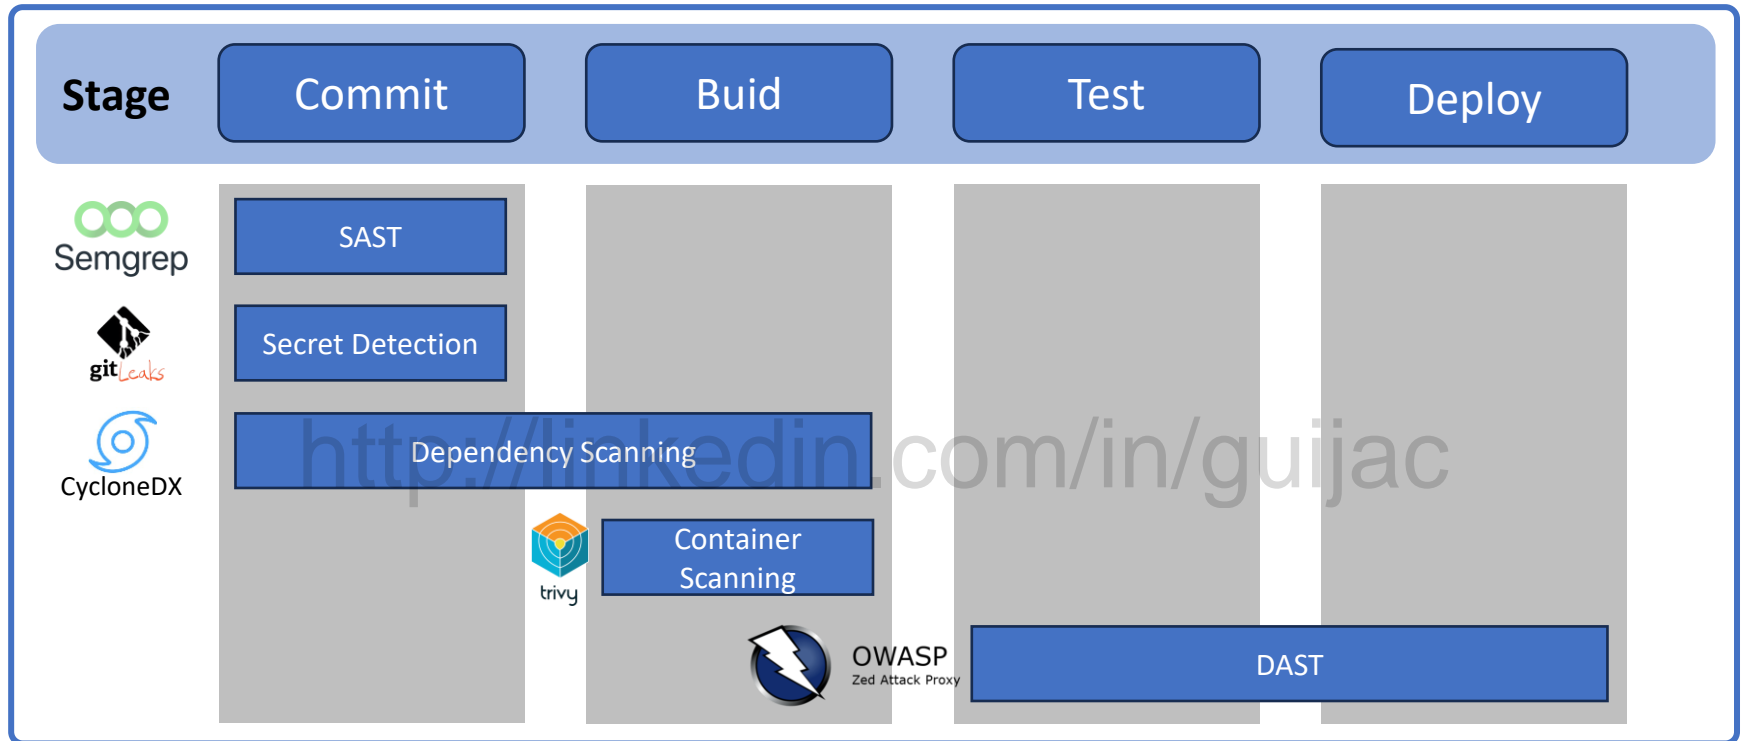 Stage
Commit
Buid
Test
Deploy
Semgrep
SAST
gitLeaks
Secret Detection
CycloneDX
Dependency Scanning
http://linkedin.com/in/guijac
trivy
Container
Scanning
OWASP
Zed Attack Proxy
DAST